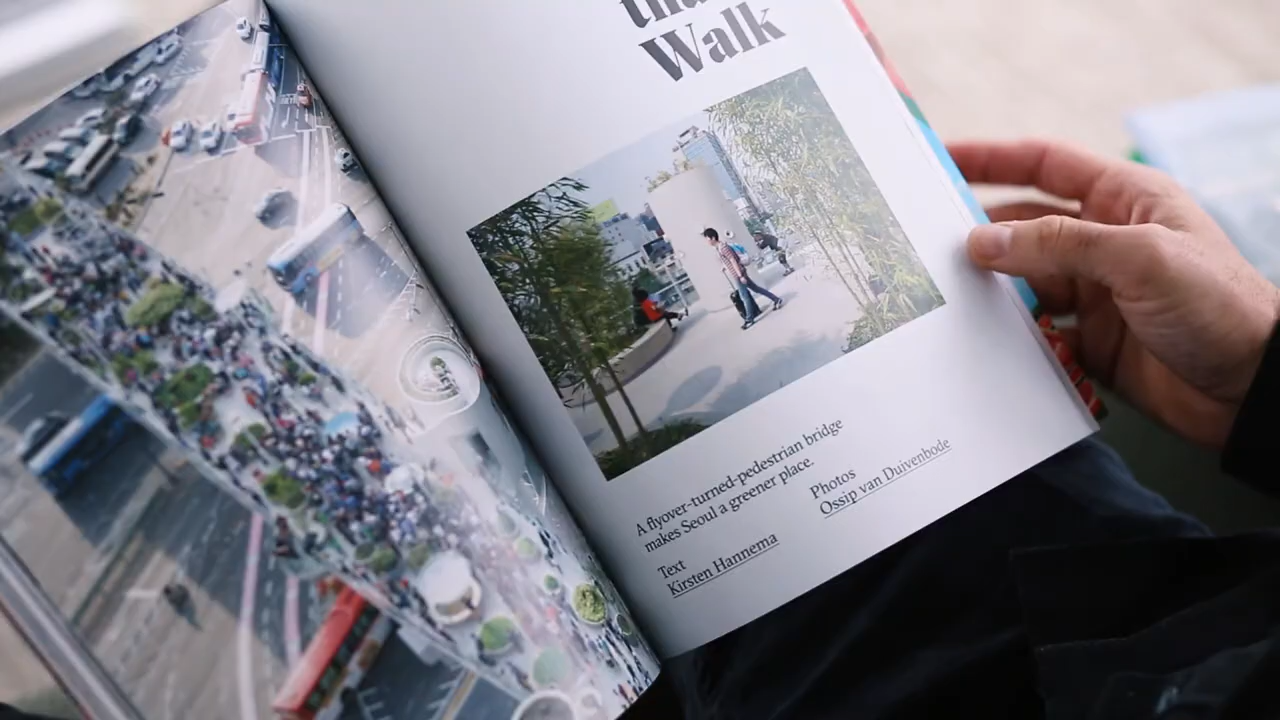 Walk
A flyover-turned-pedestrian bridge
makes Seoul a greener place.
Text
Kirsten Hannema
Photos
Ossip van Duivenbode